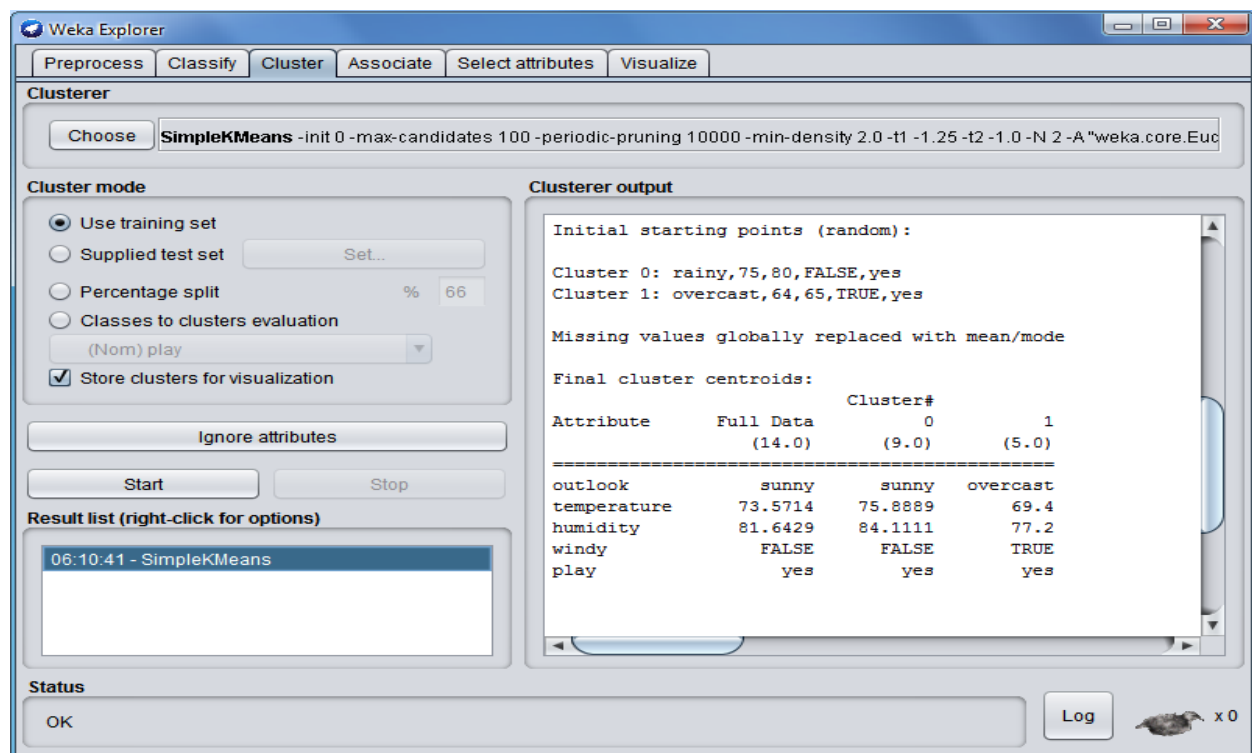 Weka Explorer
Preprocess Classify Cluster Associate Select attributes Visualize
Clusterer
Choose SimpleKMeans -init 0 -max-candidates 100 -periodic-pruning 10000 -min-density 2.0 -t1 -1.25 -t2 -1.0 -N 2 -A "weka.core.Euc
Cluster mode
Use training set
Supplied test set Set...
Percentage split % 66
Classes to clusters evaluation
(Nom) play
Store clusters for visualization
Ignore attributes
Start Stop
Result list (right-click for options)
06:10:41 - SimpleKMeans
Clusterer output
Initial starting points (random):
Cluster 0: rainy,75,80,FALSE,yes
Cluster 1: overcast,64,65,TRUE,yes
Missing values globally replaced with mean/mode
Final cluster centroids:
Cluster#
Attribute Full Data 0 1
(14.0) (9.0) (5.0)
==============================================
outlook sunny sunny overcast
temperature 73.5714 75.8889 69.4
humidity 81.6429 84.1111 77.2
windy FALSE FALSE TRUE
play yes yes yes
Status
OK
Log x 0